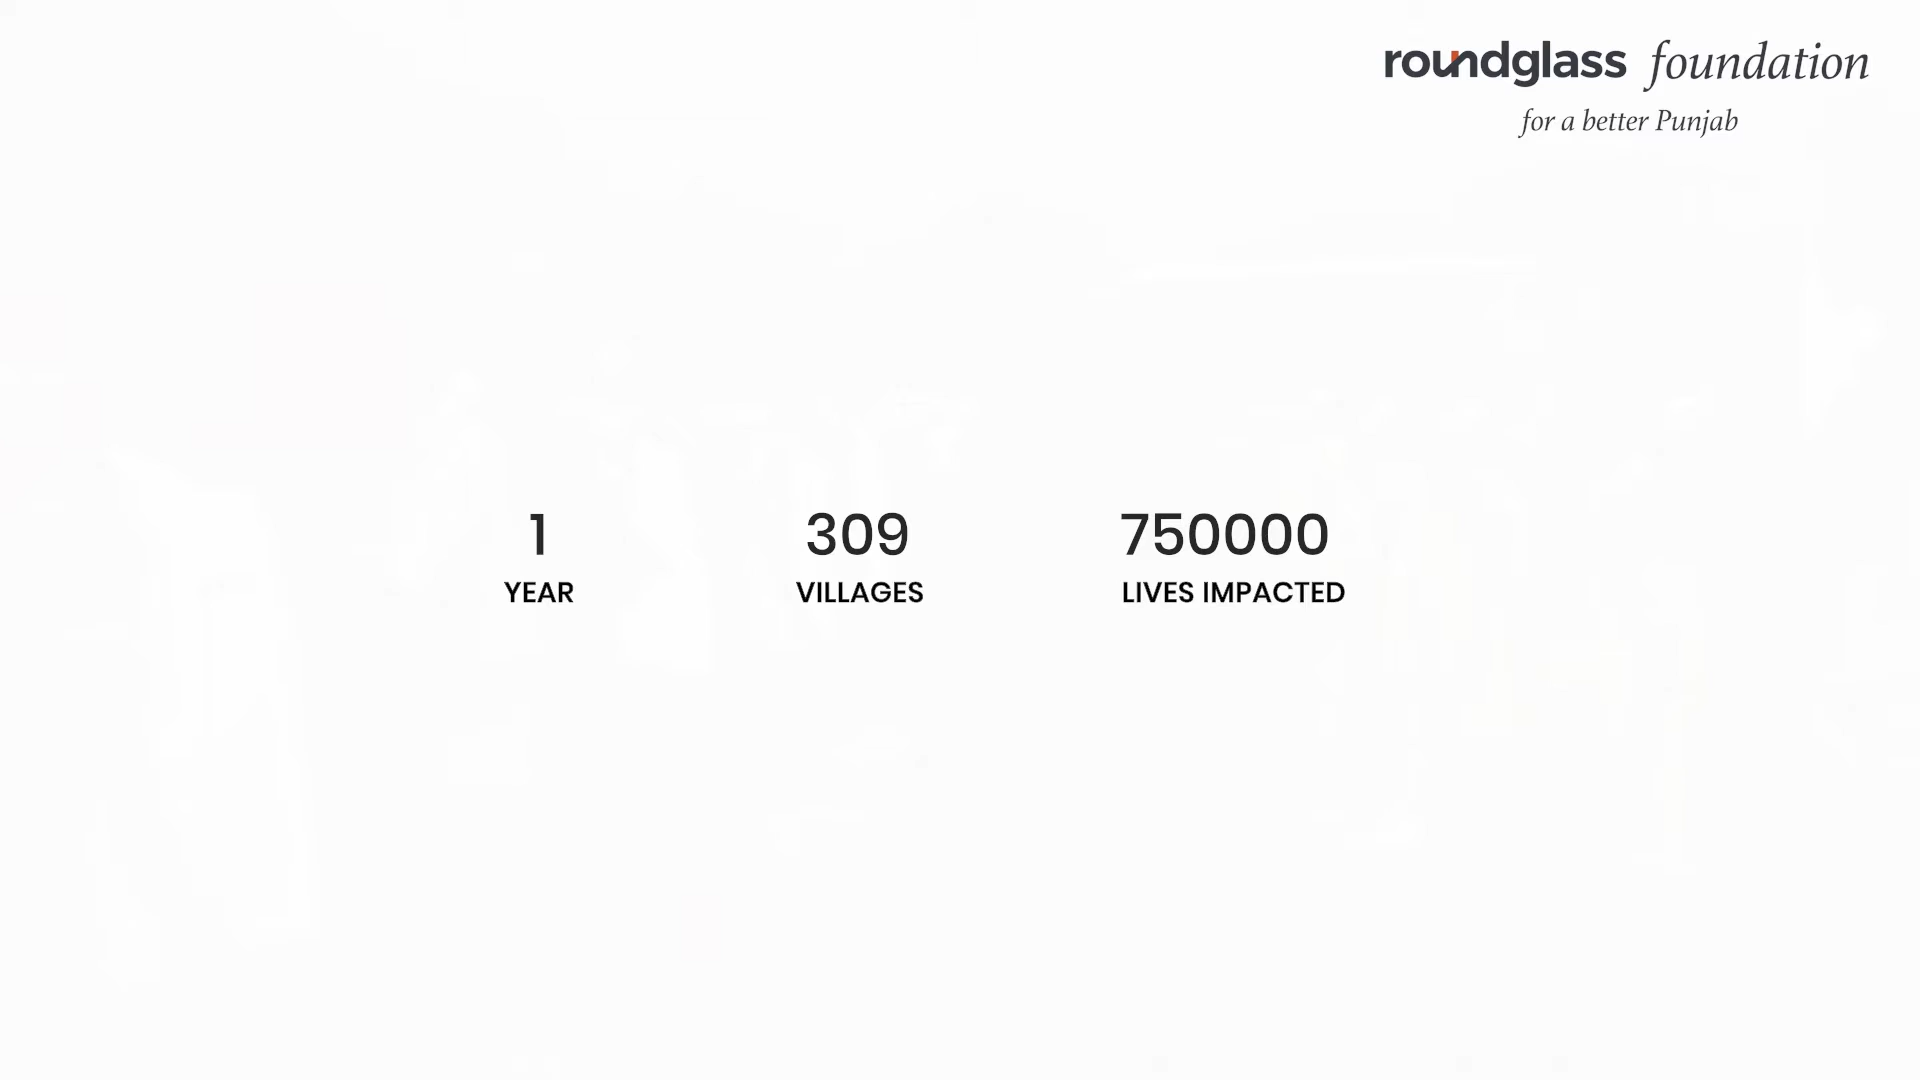 roundglass foundation
for a better Punjab
1 309 750000
YEAR VILLAGES LIVES IMPACTED